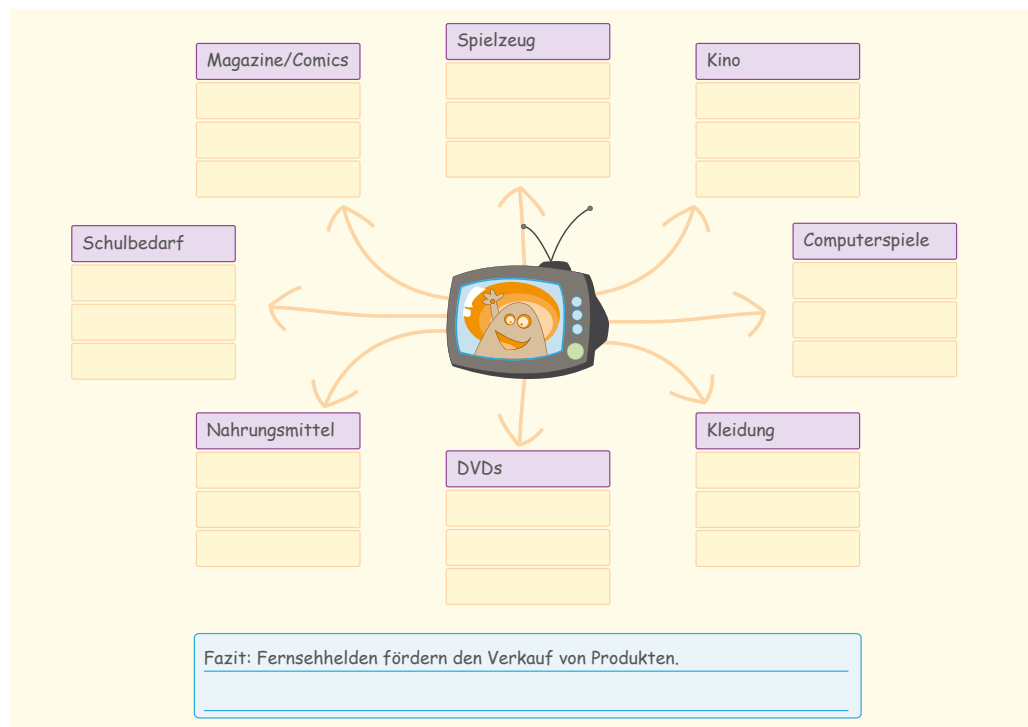 Spielzeug
Magazine/Comics
Kino
Schulbedarf
Computerspiele
Nahrungsmittel
Kleidung
DVDs
Fazit: Fernsehhelden fördern den Verkauf von Produkten.